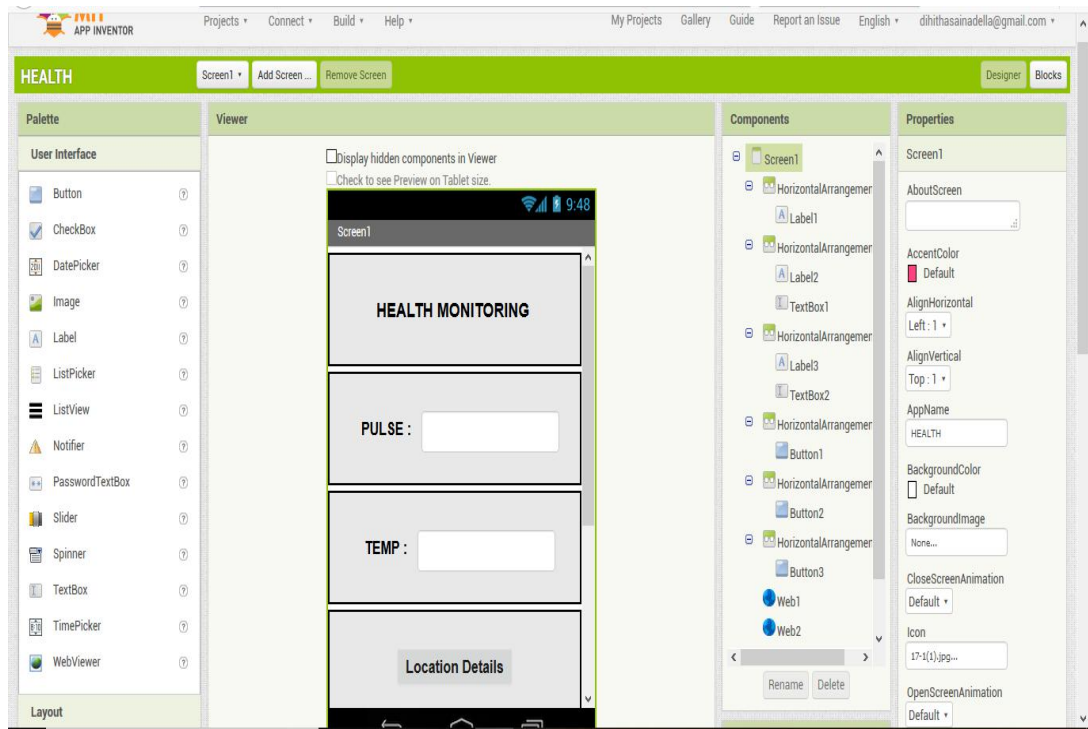 MIT
APP INVENTOR
Projects Connect Build Help My Projects Gallery Guide Report an Issue English dihithasainadella@gmail.com
HEALTH Screen1 Add Screen ... Remove Screen Designer Blocks
Palette
User Interface
Button
CheckBox
DatePicker
Image
Label
ListPicker
ListView
Notifier
PasswordTextBox
Slider
Spinner
TextBox
TimePicker
WebViewer
Layout
Viewer
Display hidden components in Viewer
Check to see Preview on Tablet size.
9:48
Screen1
HEALTH MONITORING
PULSE :
TEMP :
Location Details
Components
Screen1
HorizontalArrangemer
Label1
HorizontalArrangemer
Label2
TextBox1
HorizontalArrangemer
Label3
TextBox2
HorizontalArrangemer
Button1
HorizontalArrangemer
Button2
HorizontalArrangemer
Button3
Web1
Web2
Rename Delete
Properties
Screen1
AboutScreen
AccentColor
Default
AlignHorizontal
Left : 1
AlignVertical
Top : 1
AppName
HEALTH
BackgroundColor
Default
BackgroundImage
None...
CloseScreenAnimation
Default
Icon
17-1(1).jpg...
OpenScreenAnimation
Default